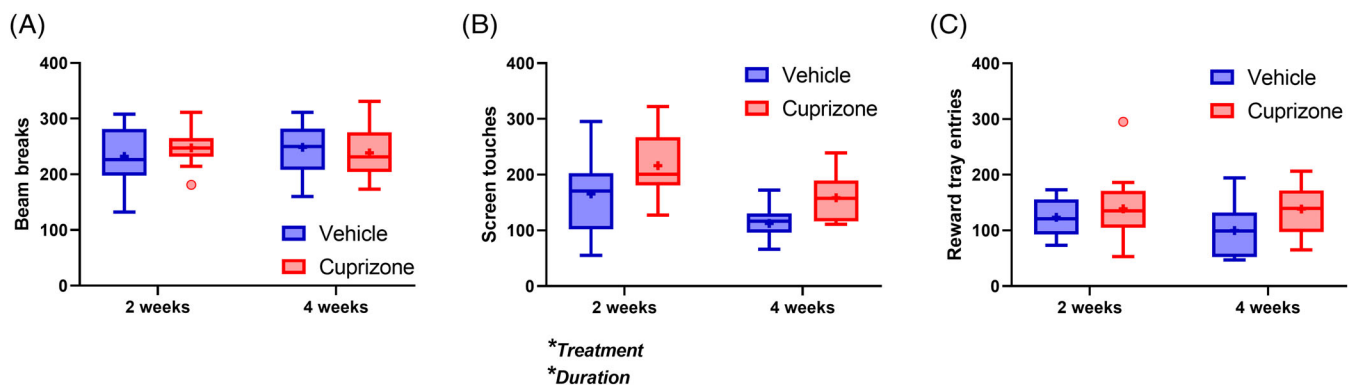 (A)
Beam breaks
400
300
200
100
0
Vehicle
Cuprizone
2 weeks
4 weeks
(B)
Screen touches
400
300
200
100
0
Vehicle
Cuprizone
2 weeks
4 weeks
*Treatment
*Duration
(C)
Reward tray entries
400
300
200
100
0
Vehicle
Cuprizone
2 weeks
4 weeks